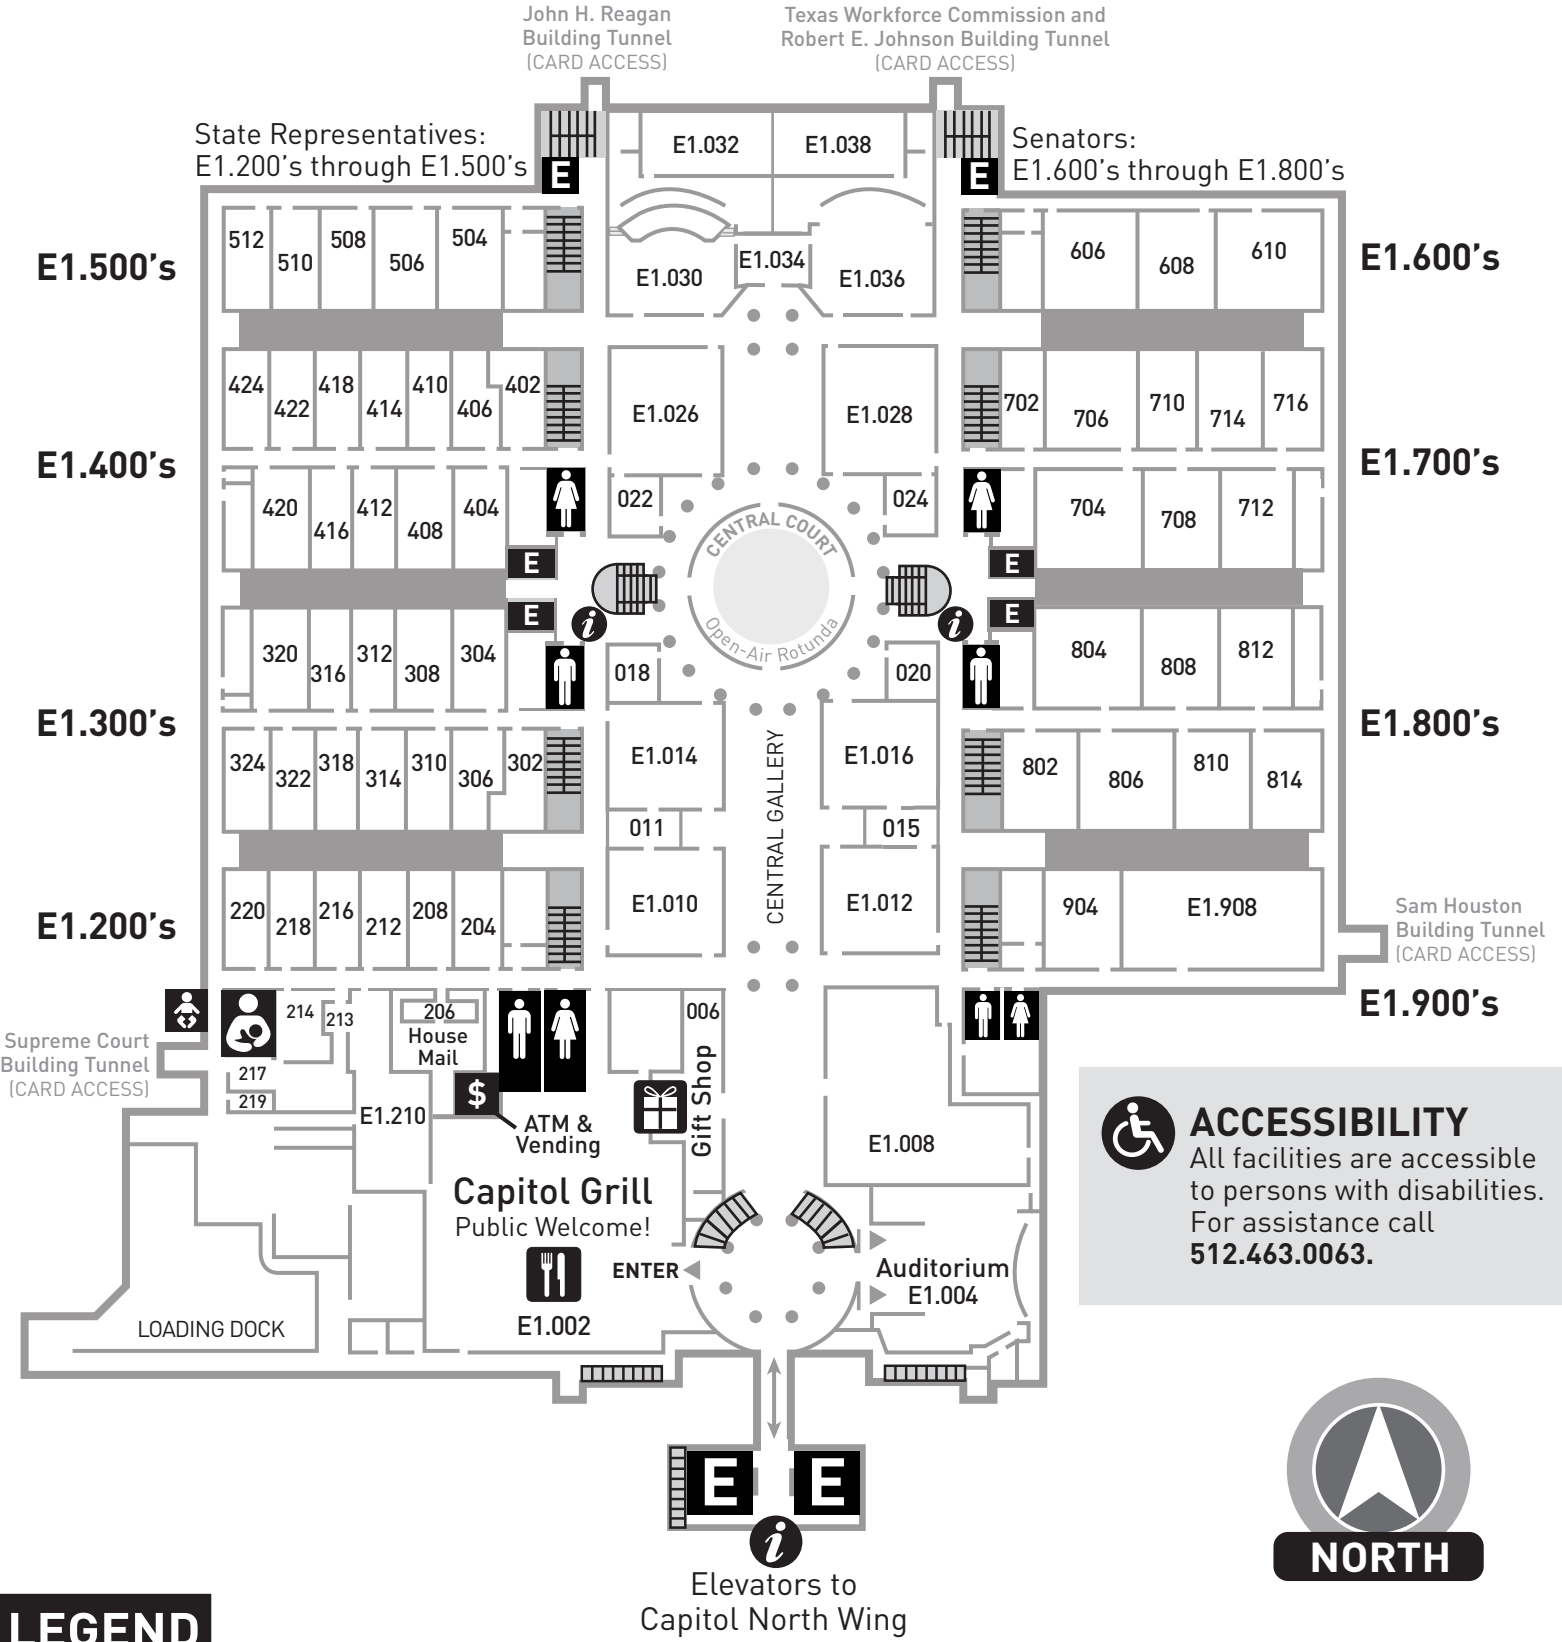 John H. Reagan
Building Tunnel
(CARD ACCESS)
Texas Workforce Commission and
Robert E. Johnson Building Tunnel
(CARD ACCESS)
State Representatives:
E1.200's through E1.500's
E
E1.032
E1.038
E
Senators:
E1.600's through E1.800's
E1.500's
512
510
508
506
504
E1.030
E1.034
E1.036
606
608
610
E1.600's
424
422
418
414
410
406
402
E1.026
E1.028
702
706
710
714
716
E1.400's
E1.700's
420
416
412
408
404
022
024
704
708
712
CENTRAL COURT
Open-Air Rotunda
E
E
E
E
i
i
320
316
312
308
304
018
020
804
808
812
E1.300's
E1.800's
324
322
318
314
310
306
302
E1.014
E1.016
CENTRAL GALLERY
802
806
810
814
011
015
E1.200's
220
218
216
212
208
204
E1.010
E1.012
904
E1.908
Sam Houston
Building Tunnel
(CARD ACCESS)
E1.900's
Supreme Court
Building Tunnel
(CARD ACCESS)
214
213
206
House
Mail
006
217
219
E1.210
$
ATM &
Vending
Gift Shop
E1.008
ACCESSIBILITY
All facilities are accessible
to persons with disabilities.
For assistance call
512.463.0063.
Capitol Grill
Public Welcome!
ENTER
E1.002
Auditorium
E1.004
LOADING DOCK
E
E
i
Elevators to
Capitol North Wing
NORTH
LEGEND